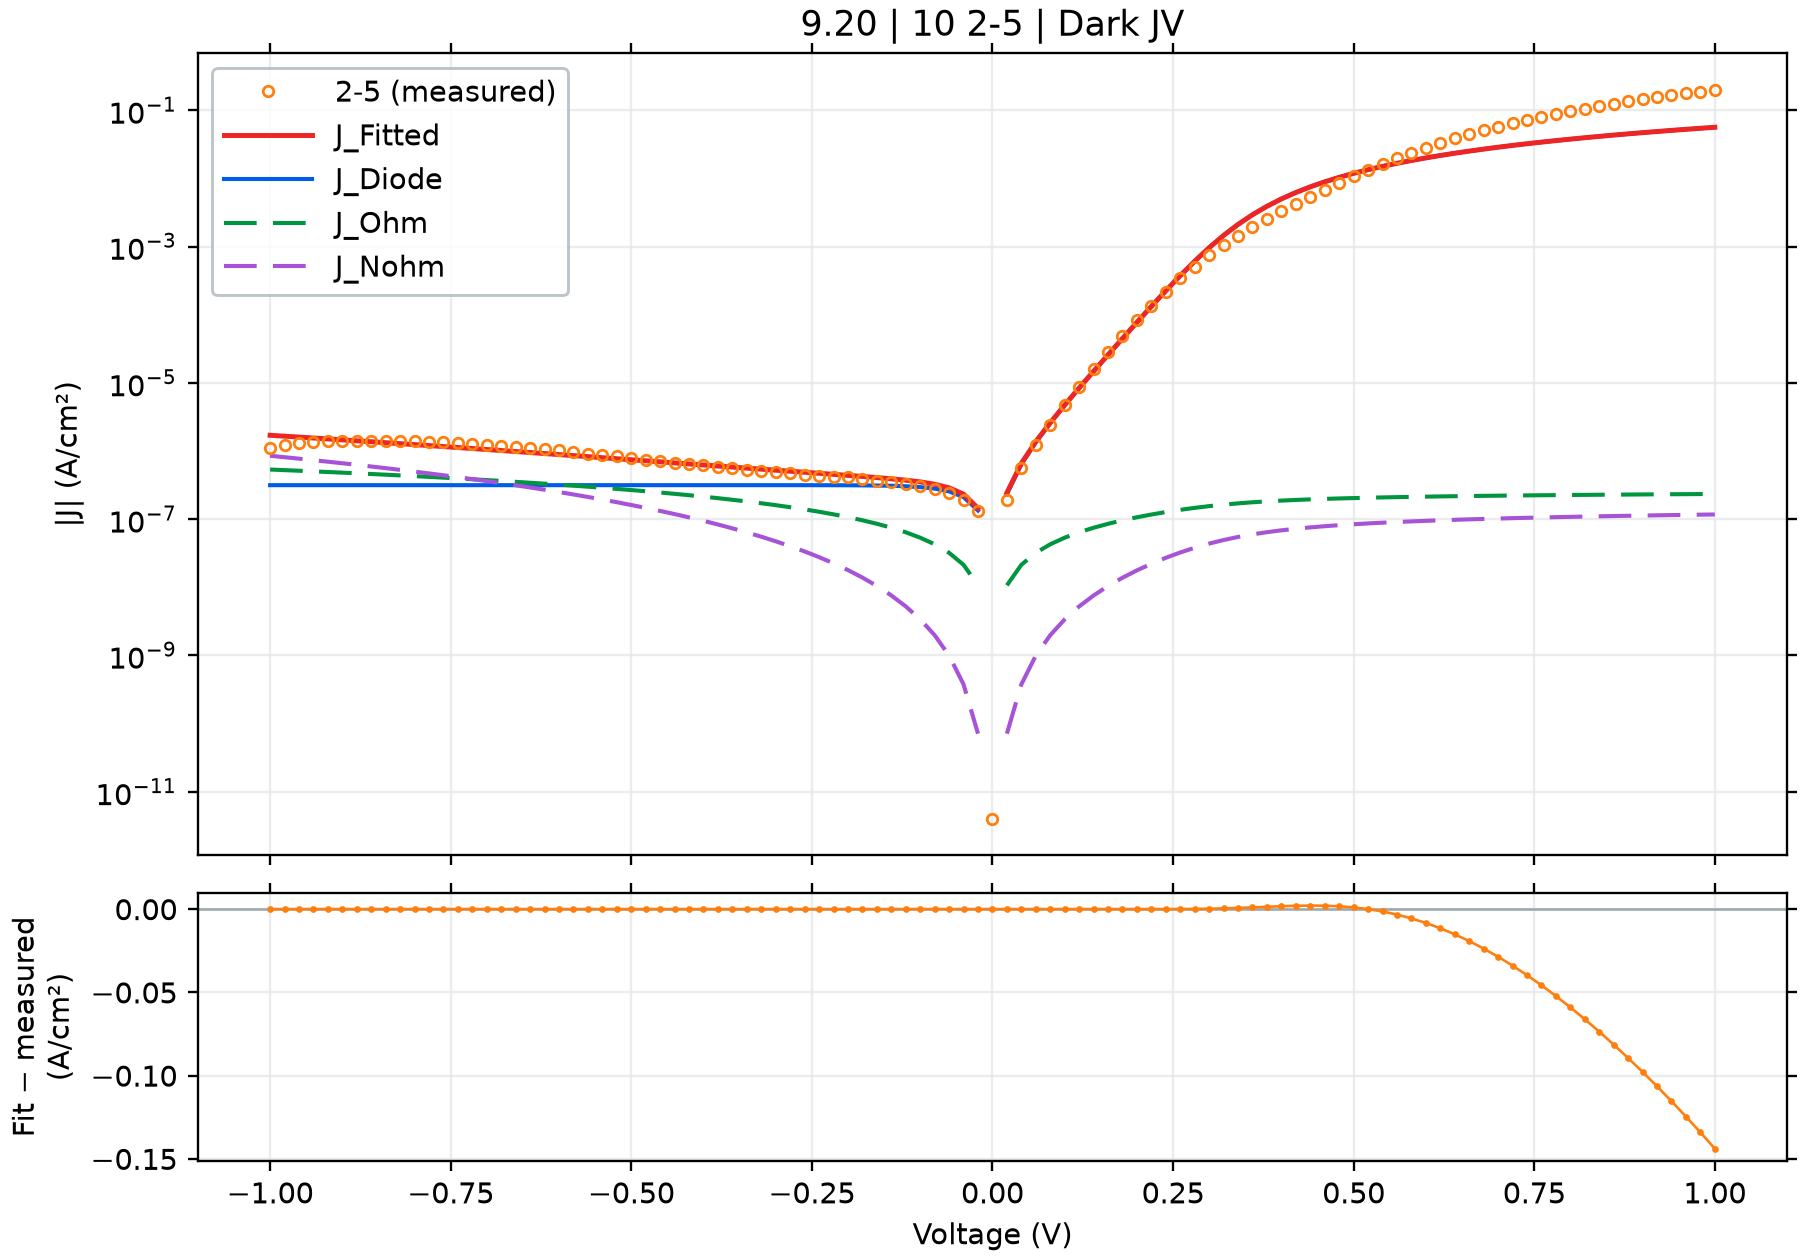 9.20 | 10 2-5 | Dark JV
2-5 (measured)
J_Fitted
J_Diode
J_Ohm
J_Nohm
|J| (A/cm²)
10⁻¹
10⁻³
10⁻⁵
10⁻⁷
10⁻⁹
10⁻¹¹
Fit − measured
(A/cm²)
0.00
−0.05
−0.10
−0.15
−1.00 −0.75 −0.50 −0.25 0.00 0.25 0.50 0.75 1.00
Voltage (V)